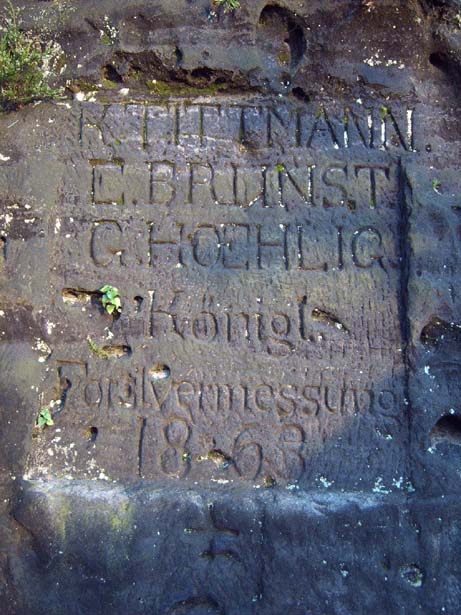 K. TITTMANN.
E. BRUNST
G. HOEHLIG.
Königl.
Forstvermessung
1863